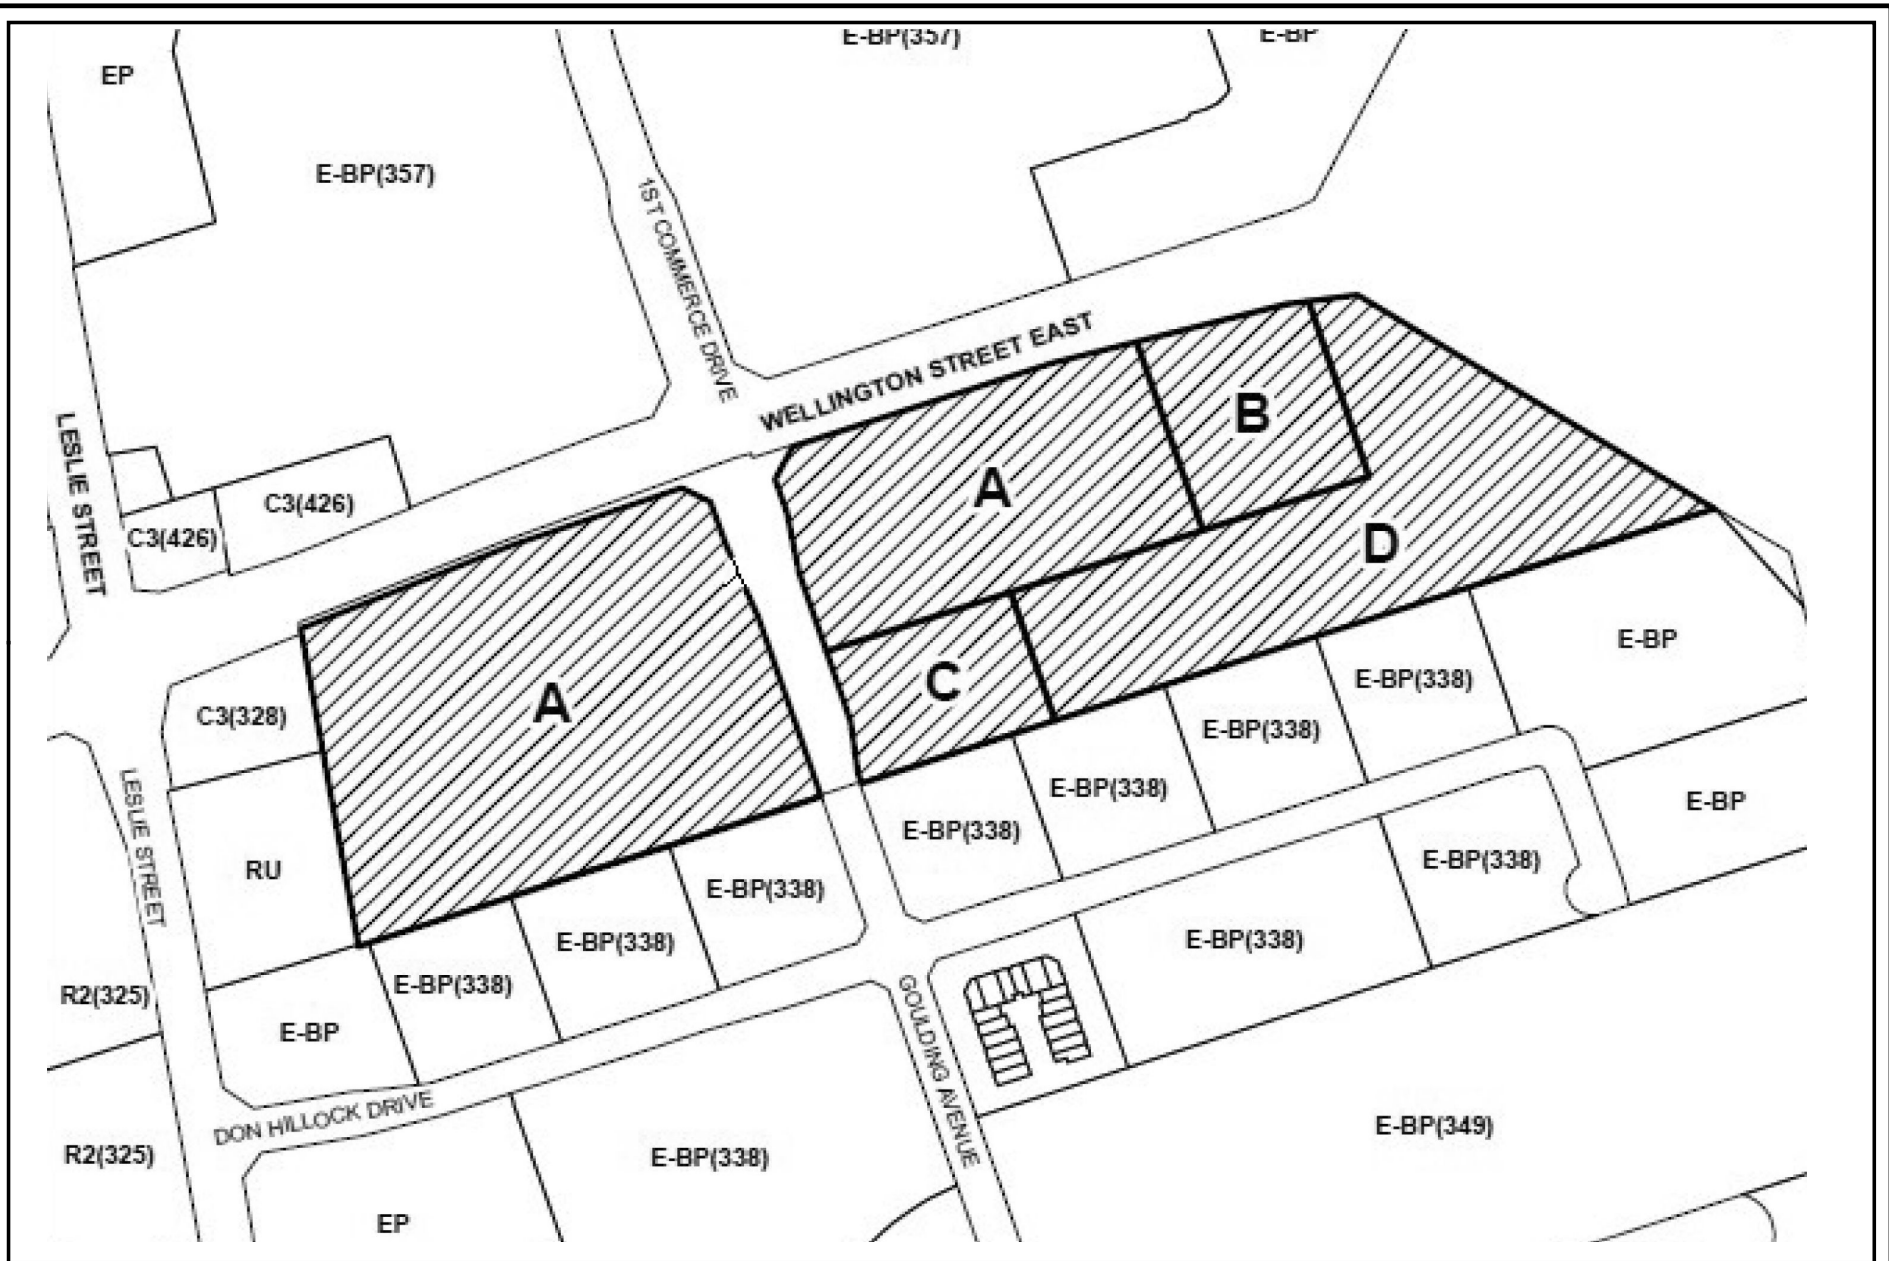 E-BP(357)
E-BP
EP
E-BP(357)
1ST COMMERCE DRIVE
WELLINGTON STREET EAST
LESLIE STREET
C3(426)
C3(426)
B
A
D
A
C
C3(328)
E-BP
E-BP(338)
E-BP(338)
E-BP(338)
E-BP(338)
E-BP
LESLIE STREET
RU
E-BP(338)
E-BP(338)
E-BP(338)
E-BP(338)
E-BP(338)
R2(325)
E-BP
GOULDING AVENUE
DON HILLOCK DRIVE
E-BP(349)
R2(325)
E-BP(338)
EP